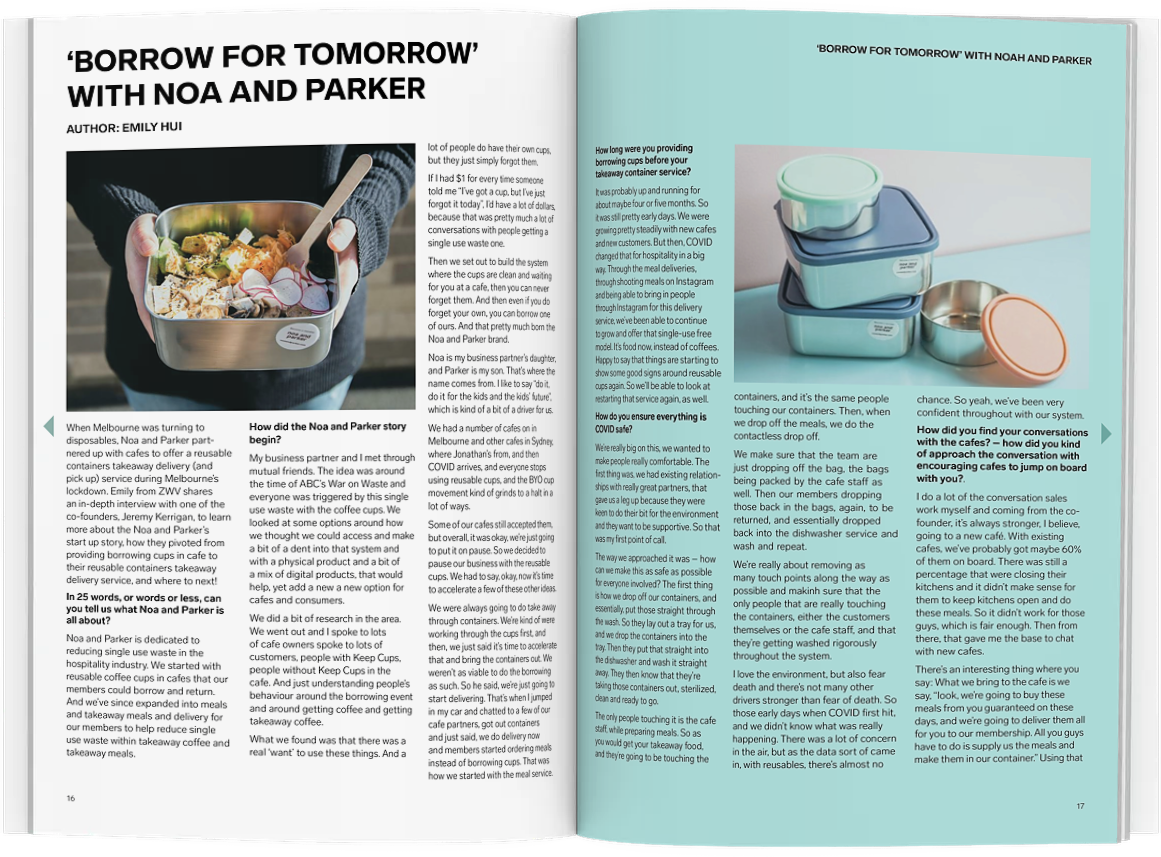 ‘BORROW FOR TOMORROW’
WITH NOA AND PARKER
AUTHOR: EMILY HUI
noa and
parker
When Melbourne was turning to
disposables, Noa and Parker part-
nered up with cafes to offer a reusable
containers takeaway delivery (and
pick up) service during Melbourne's
lockdown. Emily from ZWV shares
an in-depth interview with one of the
co-founders, Jeremy Kerrigan, to learn
more about the Noa and Parker's
start up story, how they pivoted from
providing borrowing cups in cafe to
their reusable containers takeaway
delivery service, and where to next!
In 25 words, or words or less, can
you tell us what Noa and Parker is
all about?
Noa and Parker is dedicated to
reducing single use waste in the
hospitality industry. We started with
reusable coffee cups in cafes that our
members could borrow and return.
And we've since expanded into meals
and takeaway meals and delivery for
our members to help reduce single
use waste within takeaway coffee and
takeaway meals.
How did the Noa and Parker story
begin?
My business partner and I met through
mutual friends. The idea was around
the time of ABC's War on Waste and
everyone was triggered by this single
use waste with the coffee cups. We
looked at some options around how
we thought we could access and make
a bit of a dent into that system and
with a physical product and a bit of
a mix of digital products, that would
help, yet add a new a new option for
cafes and consumers.
We did a bit of research in the area.
We went out and I spoke to lots
of cafe owners spoke to lots of
customers, people with Keep Cups,
people without Keep Cups in the
cafe. And just understanding people's
behaviour around the borrowing event
and around getting coffee and getting
takeaway coffee.
What we found was that there was a
real 'want' to use these things. And a
lot of people do have their own cups,
but they just simply forgot them.
If I had $1 for every time someone
told me "I've got a cup, but I've just
forgot it today", I'd have a lot of dollars,
because that was pretty much a lot of
conversations with people getting a
single use waste one.
Then we set out to build the system
where the cups are clean and waiting
for you at a cafe, then you can never
forget them. And then even if you do
forget your own, you can borrow one
of ours. And that pretty much born the
Noa and Parker brand.
Noa is my business partner's daughter,
and Parker is my son. That's where the
name comes from. I like to say "do it,
do it for the kids and the kids' future",
which is kind of a bit of a driver for us.
We had a number of cafes on in
Melbourne and other cafes in Sydney,
where Jonathan's from, and then
COVID arrives, and everyone stops
using reusable cups, and the BYO cup
movement kind of grinds to a halt in a
lot of ways.
Some of our cafes still accepted them,
but overall, it was okay, we're just going
to put it on pause. So we decided to
pause our business with the reusable
cups. We had to say, okay, now it's time
to accelerate a few of these other ideas.
We were always going to do take away
through containers. We're kind of were
working through the cups first, and
then, we just said it's time to accelerate
that and bring the containers out. We
weren't as viable to do the borrowing
as such. So he said, we're just going to
start delivering. That's when I jumped
in my car and chatted to a few of our
cafe partners, got out containers
and just said, we do delivery now
and members started ordering meals
instead of borrowing cups. That was
how we started with the meal service.
16
‘BORROW FOR TOMORROW’ WITH NOAH AND PARKER
How long were you providing
borrowing cups before your
takeaway container service?
It was probably up and running for
about maybe four or five months. So
it was still pretty early days. We were
growing pretty steadily with new cafes
and new customers. But then, COVID
changed that for hospitality in a big
way. Through the meal deliveries,
through shooting meals on Instagram
and being able to bring in people
through Instagram for this delivery
service, we've been able to continue
to grow and offer that single-use free
model. It's food now, instead of coffees.
Happy to say that things are starting to
show some good signs around reusable
cups again. So we'll be able to look at
restarting that service again, as well.
How do you ensure everything is
COVID safe?
We're really big on this, we wanted to
make people really comfortable. The
first thing was, we had existing relation-
ships with really great partners, that
gave us a leg up because they were
keen to do their bit for the environment
and they want to be supportive. So that
was my first point of call.
The way we approached it was – how
can we make this as safe as possible
for everyone involved? The first thing
is how we drop off our containers, and
essentially, put those straight through
the wash. So they lay out a tray for us,
and we drop the containers into the
tray. Then they put that straight into
the dishwasher and wash it straight
away. They then know that they're
taking those containers out, sterilized,
clean and ready to go.
The only people touching it is the cafe
staff, while preparing meals. So as
you would get your takeaway food,
and they're going to be touching the
noa and
parker
noa and
parker
containers, and it's the same people
touching our containers. Then, when
we drop off the meals, we do the
contactless drop off.
We make sure that the team are
just dropping off the bag, the bags
being packed by the cafe staff as
well. Then our members dropping
those back in the bags, again, to be
returned, and essentially dropped
back into the dishwasher service and
wash and repeat.
We're really about removing as
many touch points along the way as
possible and makinh sure that the
only people that are really touching
the containers, either the customers
themselves or the cafe staff, and that
they're getting washed rigorously
throughout the system.
I love the environment, but also fear
death and there's not many other
drivers stronger than fear of death. So
those early days when COVID first hit,
and we didn't know what was really
happening. There was a lot of concern
in the air, but as the data sort of came
in, with reusables, there's almost no
chance. So yeah, we've been very
confident throughout with our system.
How did you find your conversations
with the cafes? – how did you kind
of approach the conversation with
encouraging cafes to jump on board
with you?.
I do a lot of the conversation sales
work myself and coming from the co-
founder, it's always stronger, I believe,
going to a new café. With existing
cafes, we've probably got maybe 60%
of them on board. There was still a
percentage that were closing their
kitchens and it didn't make sense for
them to keep kitchens open and do
these meals. So it didn't work for those
guys, which is fair enough. Then from
there, that gave me the base to chat
with new cafes.
There's an interesting thing where you
say: What we bring to the cafe is we
say, "look, we're going to buy these
meals from you guaranteed on these
days, and we're going to deliver them all
for you to our membership. All you guys
have to do is supply us the meals and
make them in our container." Using that
17